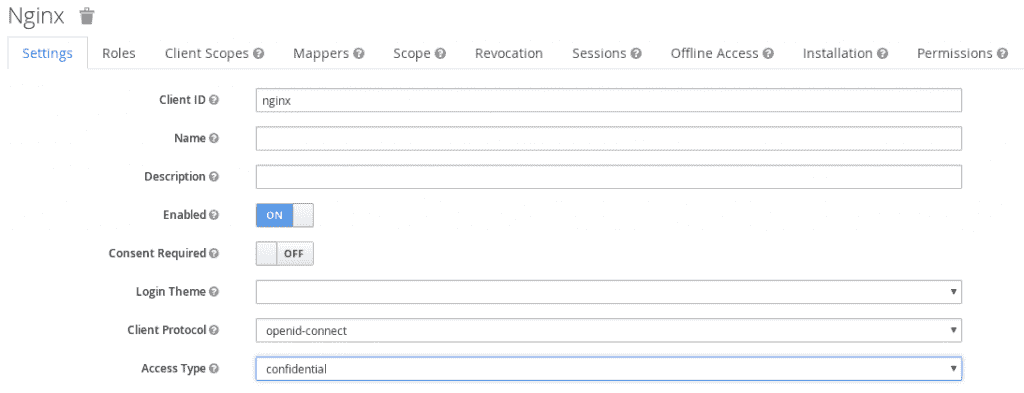 Nginx
Settings Roles Client Scopes Mappers Scope Revocation Sessions Offline Access Installation Permissions
Client ID nginx
Name
Description
Enabled ON
Consent Required OFF
Login Theme
Client Protocol openid-connect
Access Type confidential